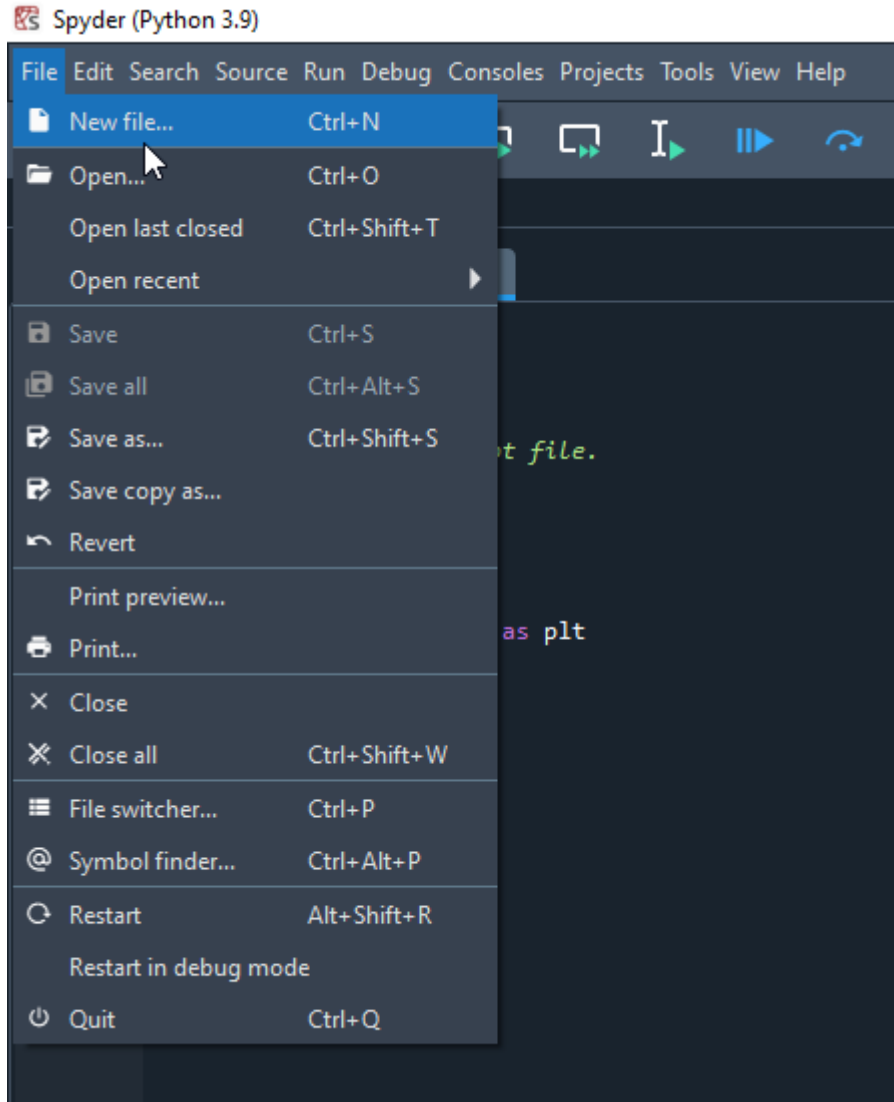 Spyder (Python 3.9)
File Edit Search Source Run Debug Consoles Projects Tools View Help
New file... Ctrl+N
Open... Ctrl+O
Open last closed Ctrl+Shift+T
Open recent
Save Ctrl+S
Save all Ctrl+Alt+S
Save as... Ctrl+Shift+S
file.
Save copy as...
Revert
Print preview...
as plt
Print...
Close
Close all Ctrl+Shift+W
File switcher... Ctrl+P
Symbol finder... Ctrl+Alt+P
Restart Alt+Shift+R
Restart in debug mode
Quit Ctrl+Q